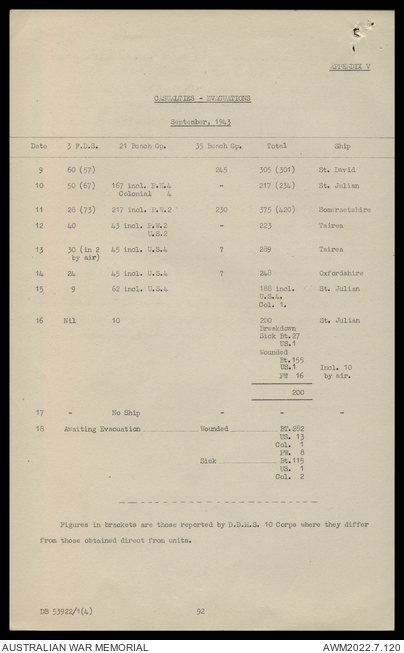 APPENDIX V
CASUALTIES - EVACUATIONS
September, 1943
Date 3 F.D.S. 21 Bunch Gp. 35 Bunch Gp. Total Ship
9 60 (57) 245 305 (301) St. David
10 50 (67) 167 incl. P.W.4 - 217 (234) St. Julian
Colonial 4
11 28 (73) 217 incl. P.W.2 230 375 (420) Somersetshire
12 40 43 incl. P.W.2 - 223 Tairea
U.S.2
13 30 (in 2 45 incl. U.S.4 ? 289 Tairea
by air)
14 24 45 incl. U.S.4 ? 248 Oxfordshire
15 9 62 incl. U.S.4 188 incl. St. Julian
U.S.4.
Col. 1.
16 Nil 10 200 St. Julian
Breakdown
Sick Bt.27
US.1
Wounded
Bt.155
US.1 Incl. 10
PW 16 by air.
200
17 - No Ship - - -
18 Awaiting Evacuation Wounded BT.282
US. 13
Col. 1
PW. 8
Sick Bt.115
US. 1
Col. 2
Figures in brackets are those reported by D.D.M.S. 10 Corps where they differ
from those obtained direct from units.
DB 53922/1(4) 92
AUSTRALIAN WAR MEMORIAL AWM2022.7.120